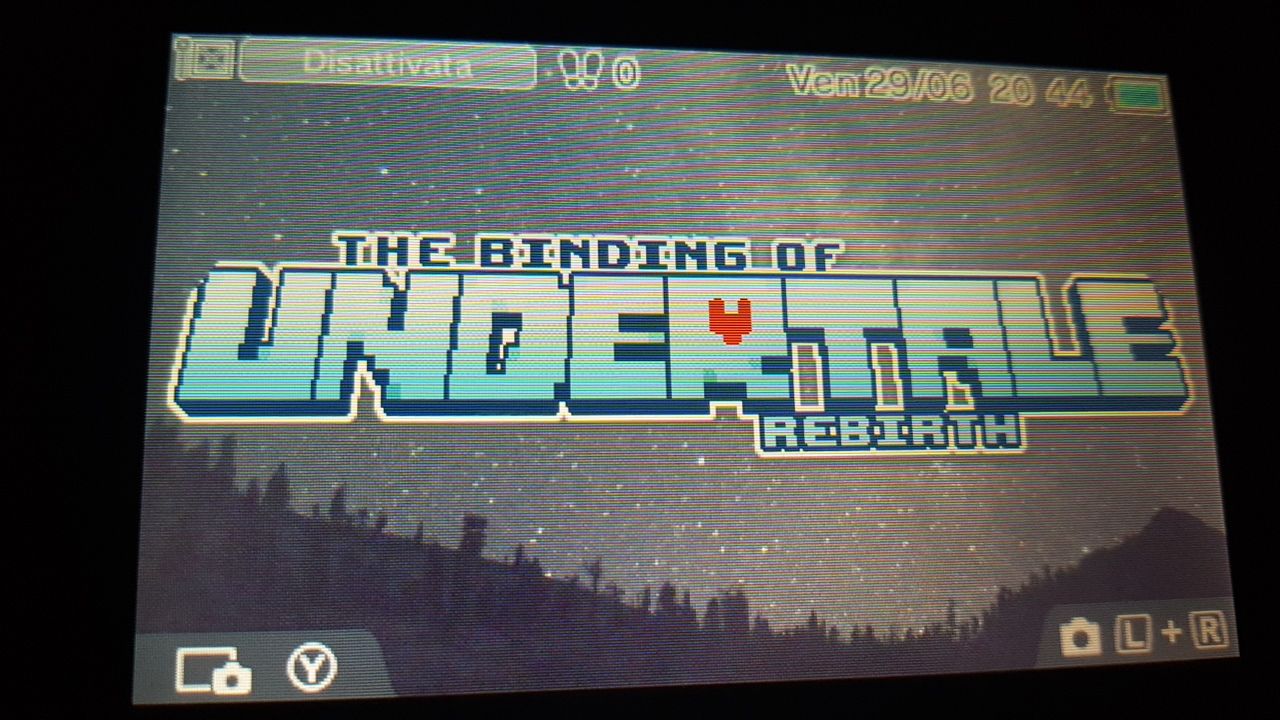 Disattivata 0 Ven 29/06 20 44
THE BINDING OF
UNDERTALE
REBIRTH
Y L + R